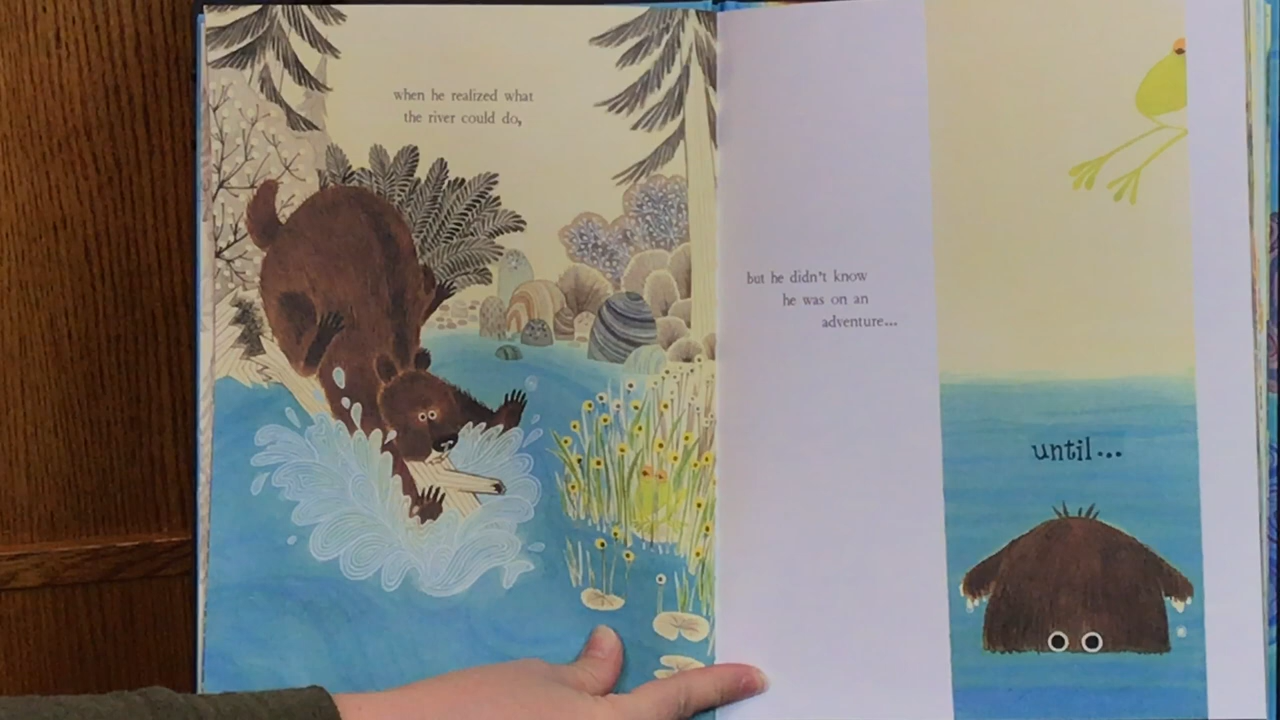 when he realized what
the river could do,
but he didn't know
he was on an
adventure...
until...